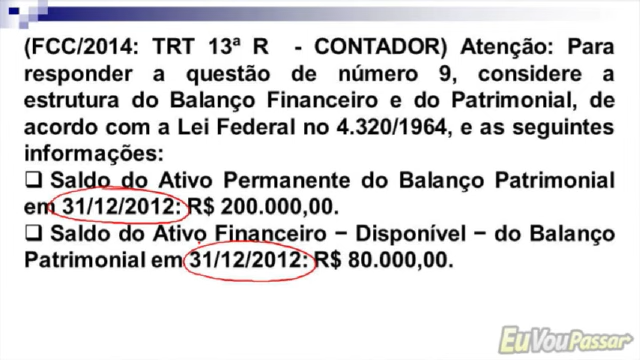 (FCC/2014: TRT 13ª R - CONTADOR) Atenção: Para
responder a questão de número 9, considere a
estrutura do Balanço Financeiro e do Patrimonial, de
acordo com a Lei Federal no 4.320/1964, e as seguintes
informações:
❑ Saldo do Ativo Permanente do Balanço Patrimonial
em 31/12/2012: R$ 200.000,00.
❑ Saldo do Ativo Financeiro − Disponível − do Balanço
Patrimonial em 31/12/2012: R$ 80.000,00.
EuVouPassar